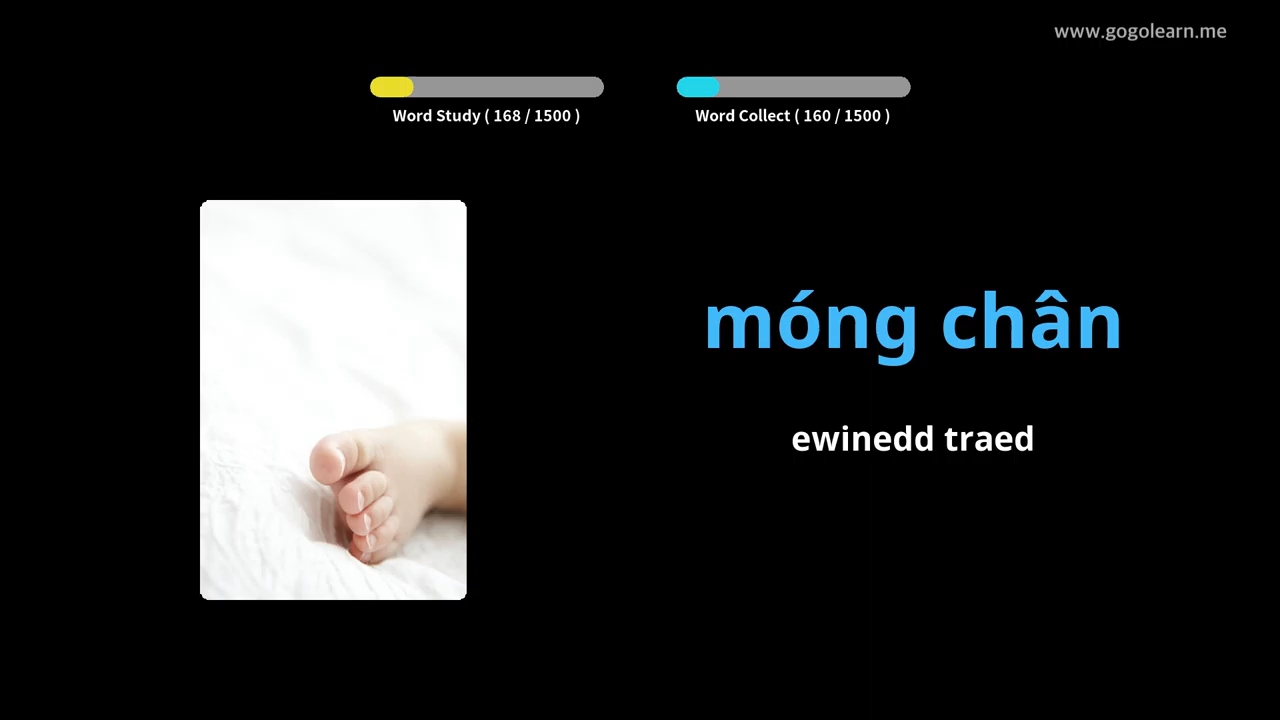 www.gogolearn.me
Word Study ( 168 / 1500 )
Word Collect ( 160 / 1500 )
móng chân
ewinedd traed